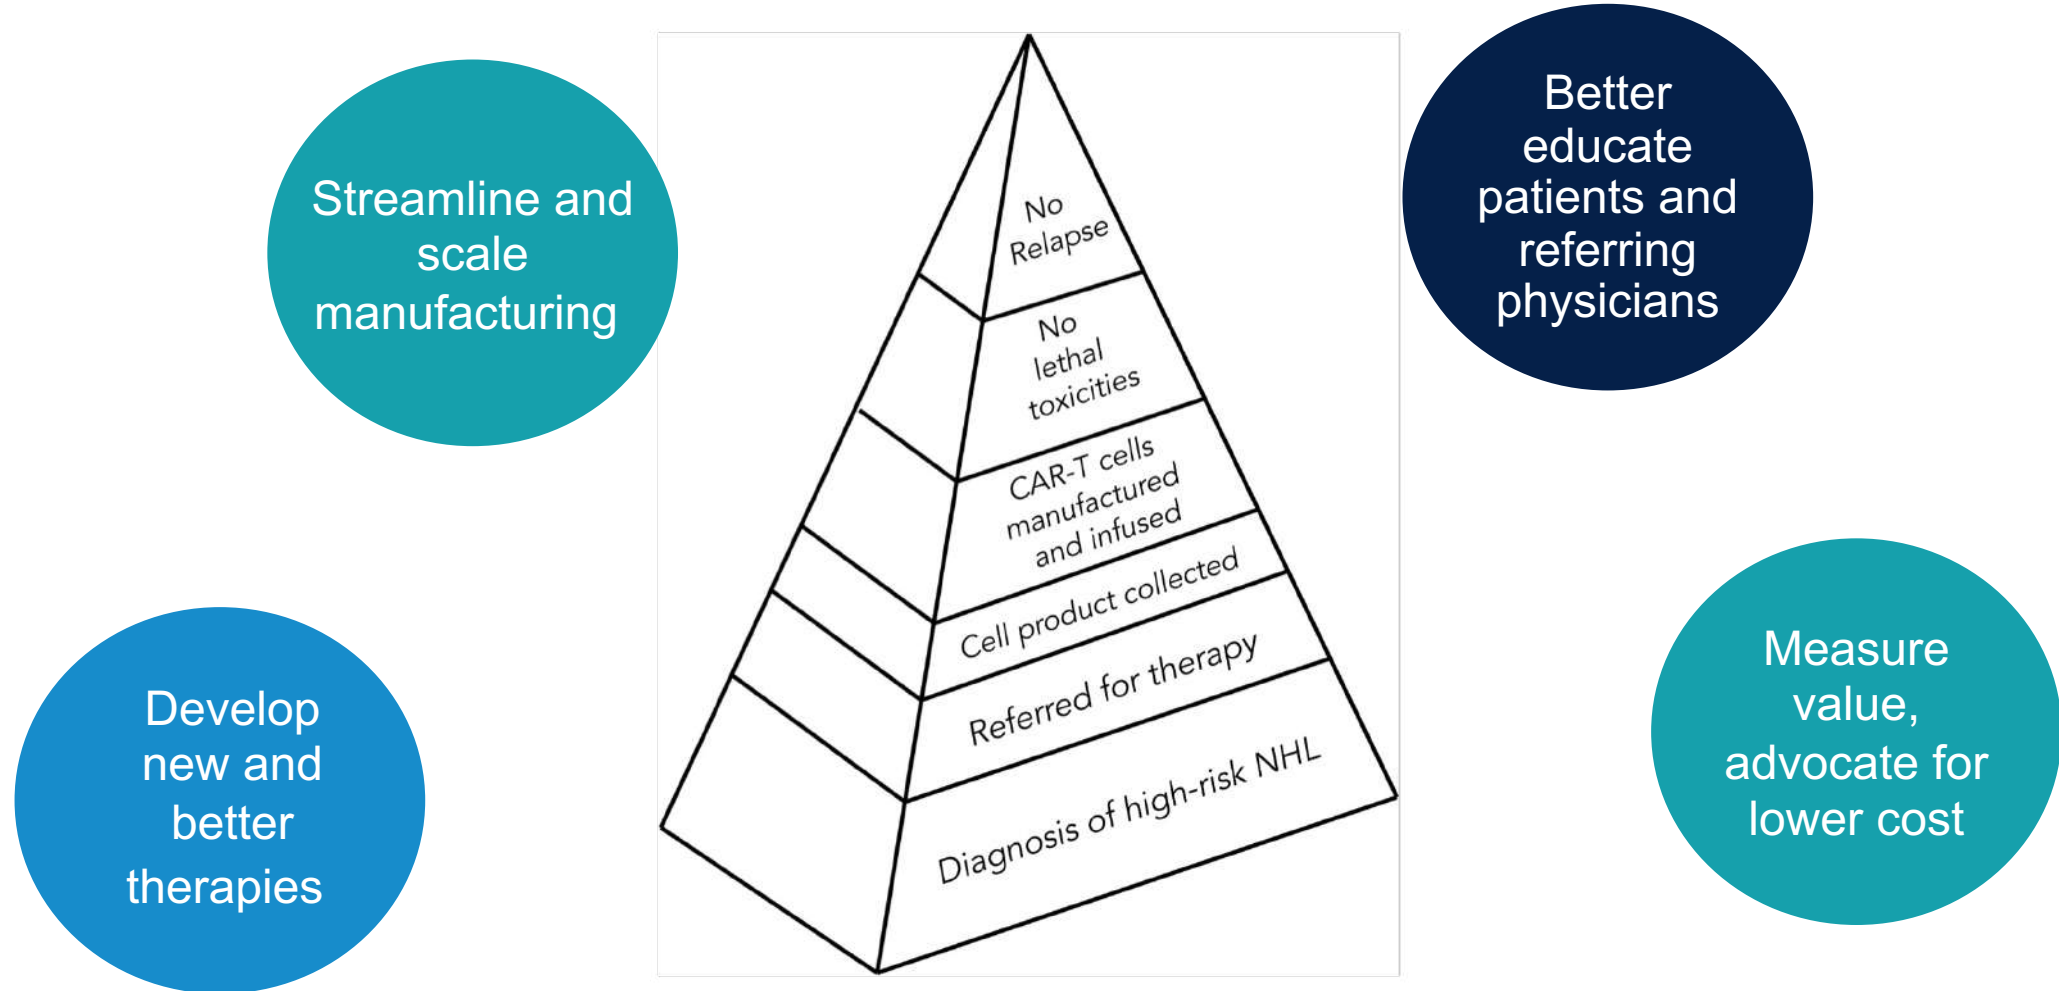 Streamline and
scale
manufacturing
Better
educate
patients and
referring
physicians
No
Relapse
No
lethal
toxicities
CAR-T cells
manufactured
and infused
Cell product collected
Referred for therapy
Diagnosis of high-risk NHL
Develop
new and
better
therapies
Measure
value,
advocate for
lower cost